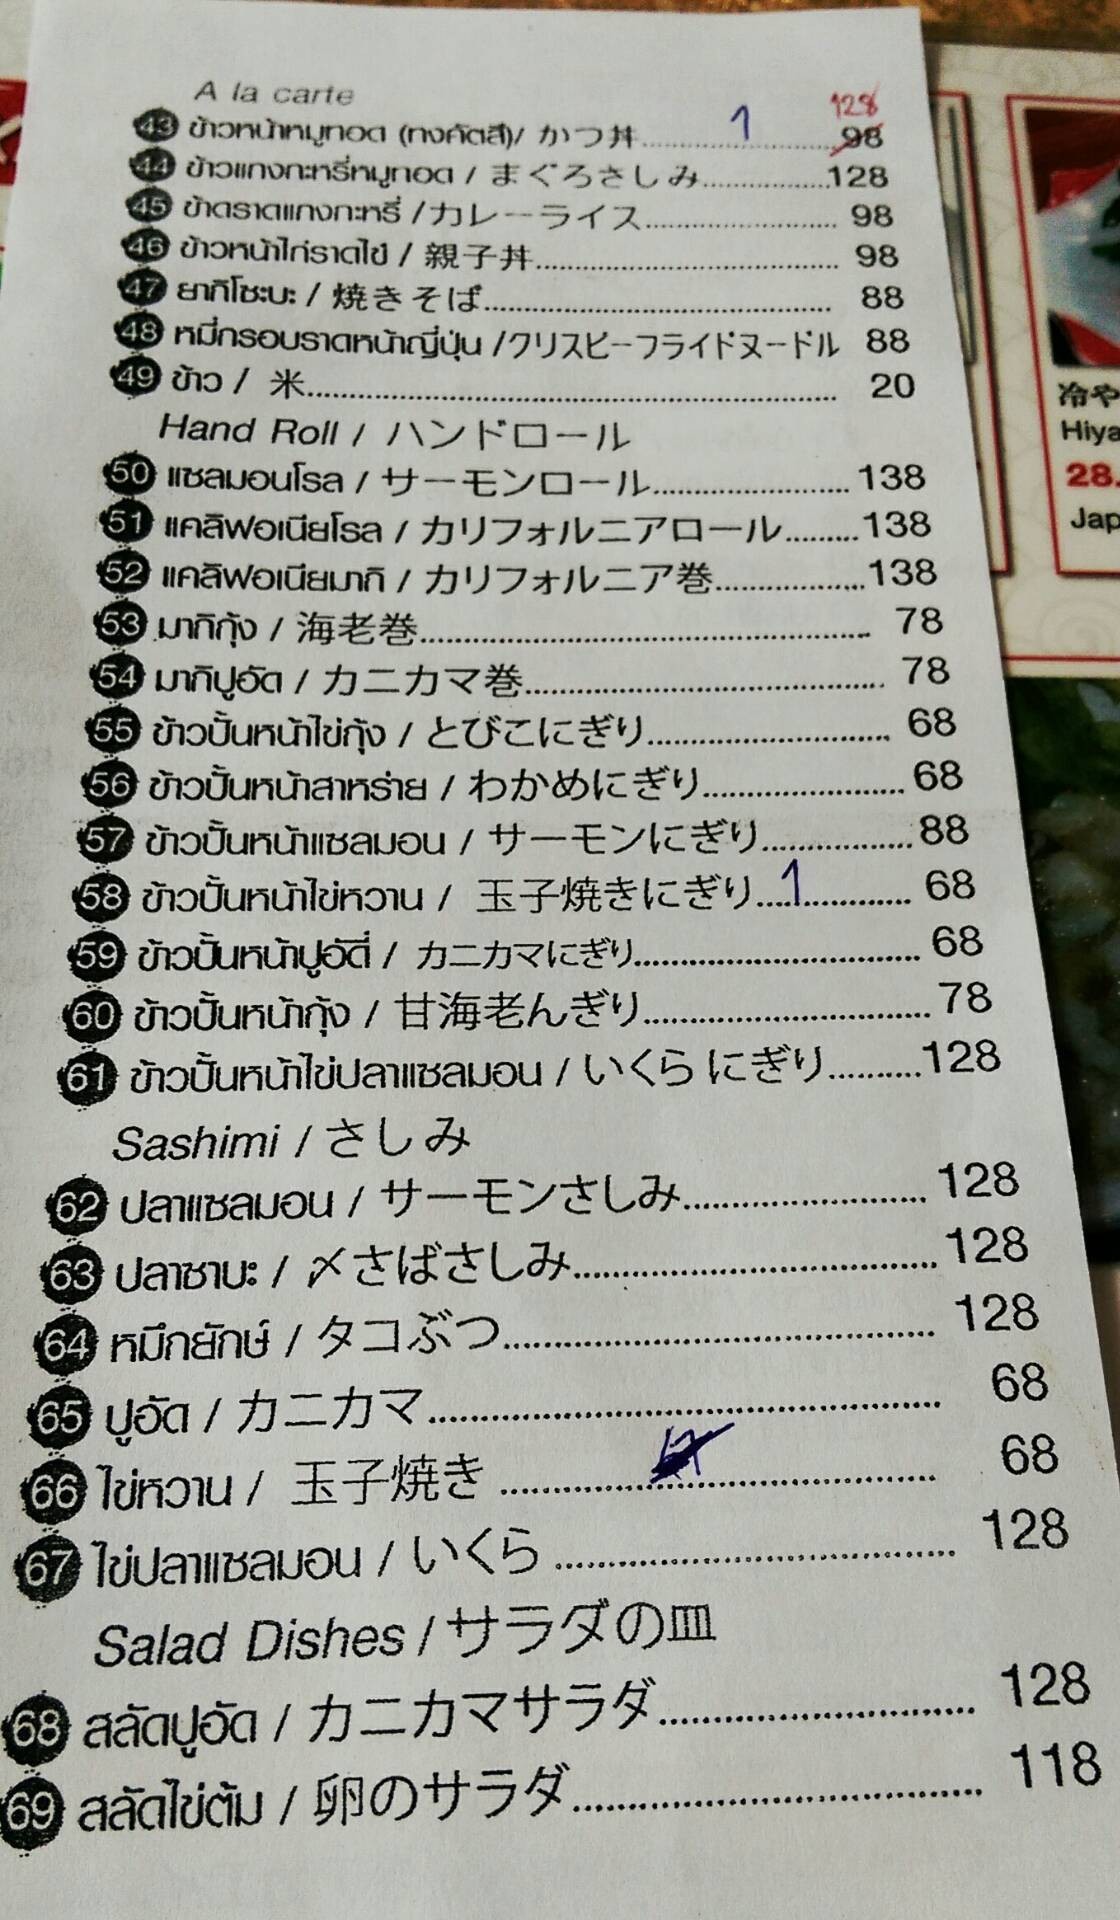 A la carte
128
43 ข้าวหน้าหมูทอด (ทงคัตสึ)/ かつ丼 1 98
44 ข้าวแกงกะหรี่หมูทอด / まぐろさしみ 128
45 ข้าดราดแกงกะหรี่ /カレーライス 98
46 ข้าวหน้าไก่ราดไข่ / 親子丼 98
47 ยากิโซะบะ / 焼きそば 88
48 หมี่กรอบราดหน้าญี่ปุ่น /クリスピーフライドヌードル 88
49 ข้าว / 米 20
Hand Roll / ハンドロール
50 แซลมอนโรล / サーモンロール 138
51 แคลิฟอเนียโรล / カリフォルニアロール 138
52 แคลิฟอเนียมากิ / カリフォルニア巻 138
53 มากิกุ้ง / 海老巻 78
54 มากิปูอัด / カニカマ巻 78
55 ข้าวปั้นหน้าไข่กุ้ง / とびこにぎり 68
56 ข้าวปั้นหน้าสาหร่าย / わかめにぎり 68
57 ข้าวปั้นหน้าแซลมอน / サーモンにぎり 88
58 ข้าวปั้นหน้าไข่หวาน / 玉子焼きにぎり 1 68
59 ข้าวปั้นหน้าปูอัดี่ / カニカマにぎり 68
60 ข้าวปั้นหน้ากุ้ง / 甘海老んぎり 78
61 ข้าวปั้นหน้าไข่ปลาแซลมอน / いくら にぎり 128
Sashimi / さしみ
62 ปลาแซลมอน / サーモンさしみ 128
63 ปลาซาบะ / 〆さばさしみ 128
64 หมึกยักษ์ / タコぶつ 128
65 ปูอัด / カニカマ 68
66 ไข่หวาน / 玉子焼き 68
67 ไข่ปลาแซลมอน / いくら 128
Salad Dishes / サラダの皿
68 สลัดปูอัด / カニカマサラダ 128
69 สลัดไข่ต้ม / 卵のサラダ 118
冷や
Hiya
28.
Jap